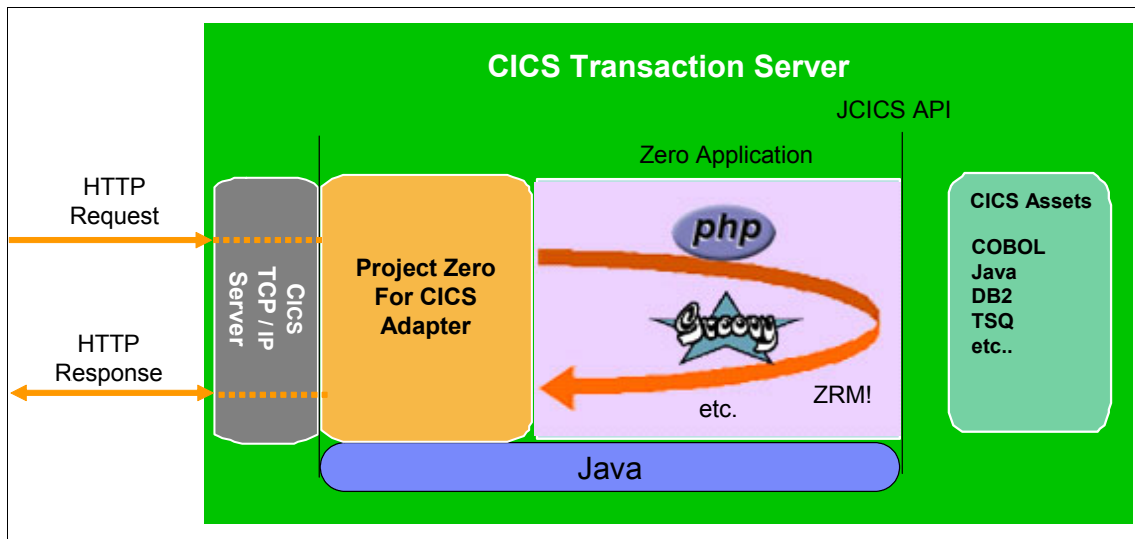 CICS Transaction Server
JCICS API
Zero Application
HTTP
Request
HTTP
Response
CICS
TCP / IP
Server
Project Zero
For CICS
Adapter
php
Groovy
etc.
ZRM!
Java
CICS Assets
COBOL
Java
DB2
TSQ
etc..